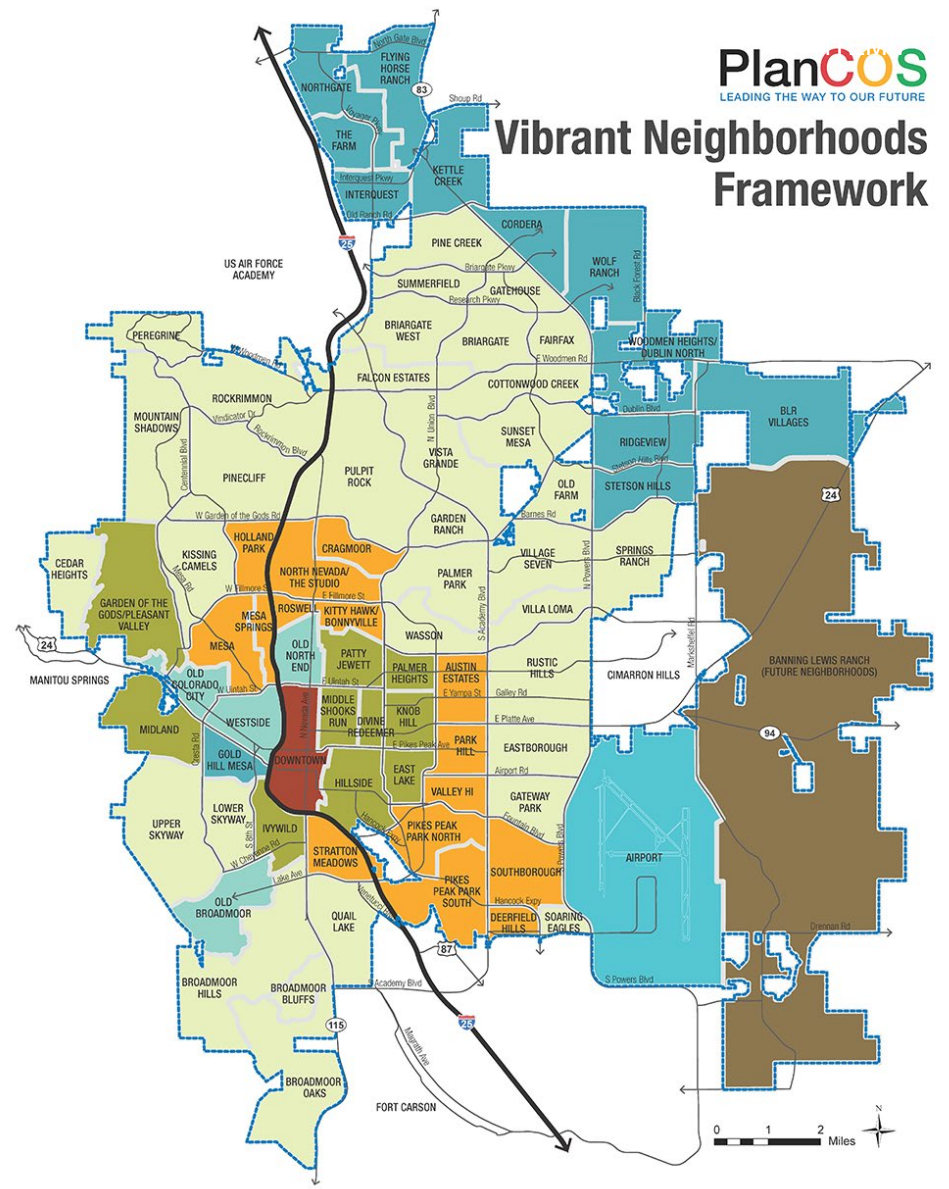 PlanCOS
LEADING THE WAY TO OUR FUTURE
Vibrant Neighborhoods
Framework
North Gate Blvd
FLYING
HORSE
RANCH
NORTHGATE
83
Shoup Rd
Voyager Pkwy
THE
FARM
KETTLE
CREEK
Interquest Pkwy
INTERQUEST
Old Ranch Rd
CORDERA
25
PINE CREEK
US AIR FORCE
ACADEMY
WOLF
RANCH
Black Forest Rd
Briargate Pkwy
SUMMERFIELD
GATEHOUSE
Research Pkwy
BRIARGATE
WEST
BRIARGATE
FAIRFAX
PEREGRINE
W Woodmen Rd
WOODMEN HEIGHTS/
DUBLIN NORTH
E Woodmen Rd
FALCON ESTATES
COTTONWOOD CREEK
ROCKRIMMON
Vindicator Dr
Rockrimmon Blvd
MOUNTAIN
SHADOWS
Centennial Blvd
N Union Blvd
Dublin Blvd
BLR
VILLAGES
SUNSET
MESA
RIDGEVIEW
VISTA
GRANDE
Stetson Hills Blvd
PINECLIFF
PULPIT
ROCK
OLD
FARM
STETSON HILLS
24
W Garden of the Gods Rd
GARDEN
RANCH
Barnes Rd
HOLLAND
PARK
CRAGMOOR
CEDAR
HEIGHTS
KISSING
CAMELS
VILLAGE
SEVEN
SPRINGS
RANCH
N Powers Blvd
Mesa Rd
NORTH NEVADA/
THE STUDIO
PALMER
PARK
W Fillmore St
E Fillmore St
GARDEN OF THE
GODS/PLEASANT
VALLEY
MESA
SPRINGS
ROSWELL
KITTY HAWK/
BONNYVILLE
S Academy Blvd
VILLA LOMA
Marksheffel Rd
WASSON
24
MESA
OLD
NORTH
END
PATTY
JEWETT
PALMER
HEIGHTS
AUSTIN
ESTATES
RUSTIC
HILLS
CIMARRON HILLS
BANNING LEWIS RANCH
(FUTURE NEIGHBORHOODS)
MANITOU SPRINGS
OLD
COLORADO
CITY
W Uintah St
E Uintah St
E Yampa St
Galley Rd
MIDLAND
WESTSIDE
N Nevada Ave
MIDDLE
SHOOKS
RUN
DIVINE
REDEEMER
KNOB
HILL
E Platte Ave
94
Cresta Rd
GOLD
HILL MESA
DOWNTOWN
E Pikes Peak Ave
PARK
HILL
EASTBOROUGH
HILLSIDE
EAST
LAKE
Airport Rd
VALLEY HI
GATEWAY
PARK
UPPER
SKYWAY
LOWER
SKYWAY
S 8th St
IVYWILD
Hancock Expy
PIKES PEAK
PARK NORTH
Fountain Blvd
S Powers Blvd
W Cheyenne Rd
STRATTON
MEADOWS
AIRPORT
Lake Ave
Venetucci Blvd
SOUTHBOROUGH
PIKES
PEAK PARK
SOUTH
OLD
BROADMOOR
Hancock Expy
QUAIL
LAKE
DEERFIELD
HILLS
SOARING
EAGLES
Drennan Rd
87
BROADMOOR
HILLS
BROADMOOR
BLUFFS
Academy Blvd
S Powers Blvd
115
25
Magrath Ave
BROADMOOR
OAKS
FORT CARSON
N
0 1 2
Miles